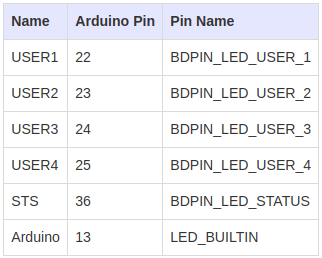 Name Arduino Pin Pin Name
USER1 22 BDPIN_LED_USER_1
USER2 23 BDPIN_LED_USER_2
USER3 24 BDPIN_LED_USER_3
USER4 25 BDPIN_LED_USER_4
STS 36 BDPIN_LED_STATUS
Arduino 13 LED_BUILTIN